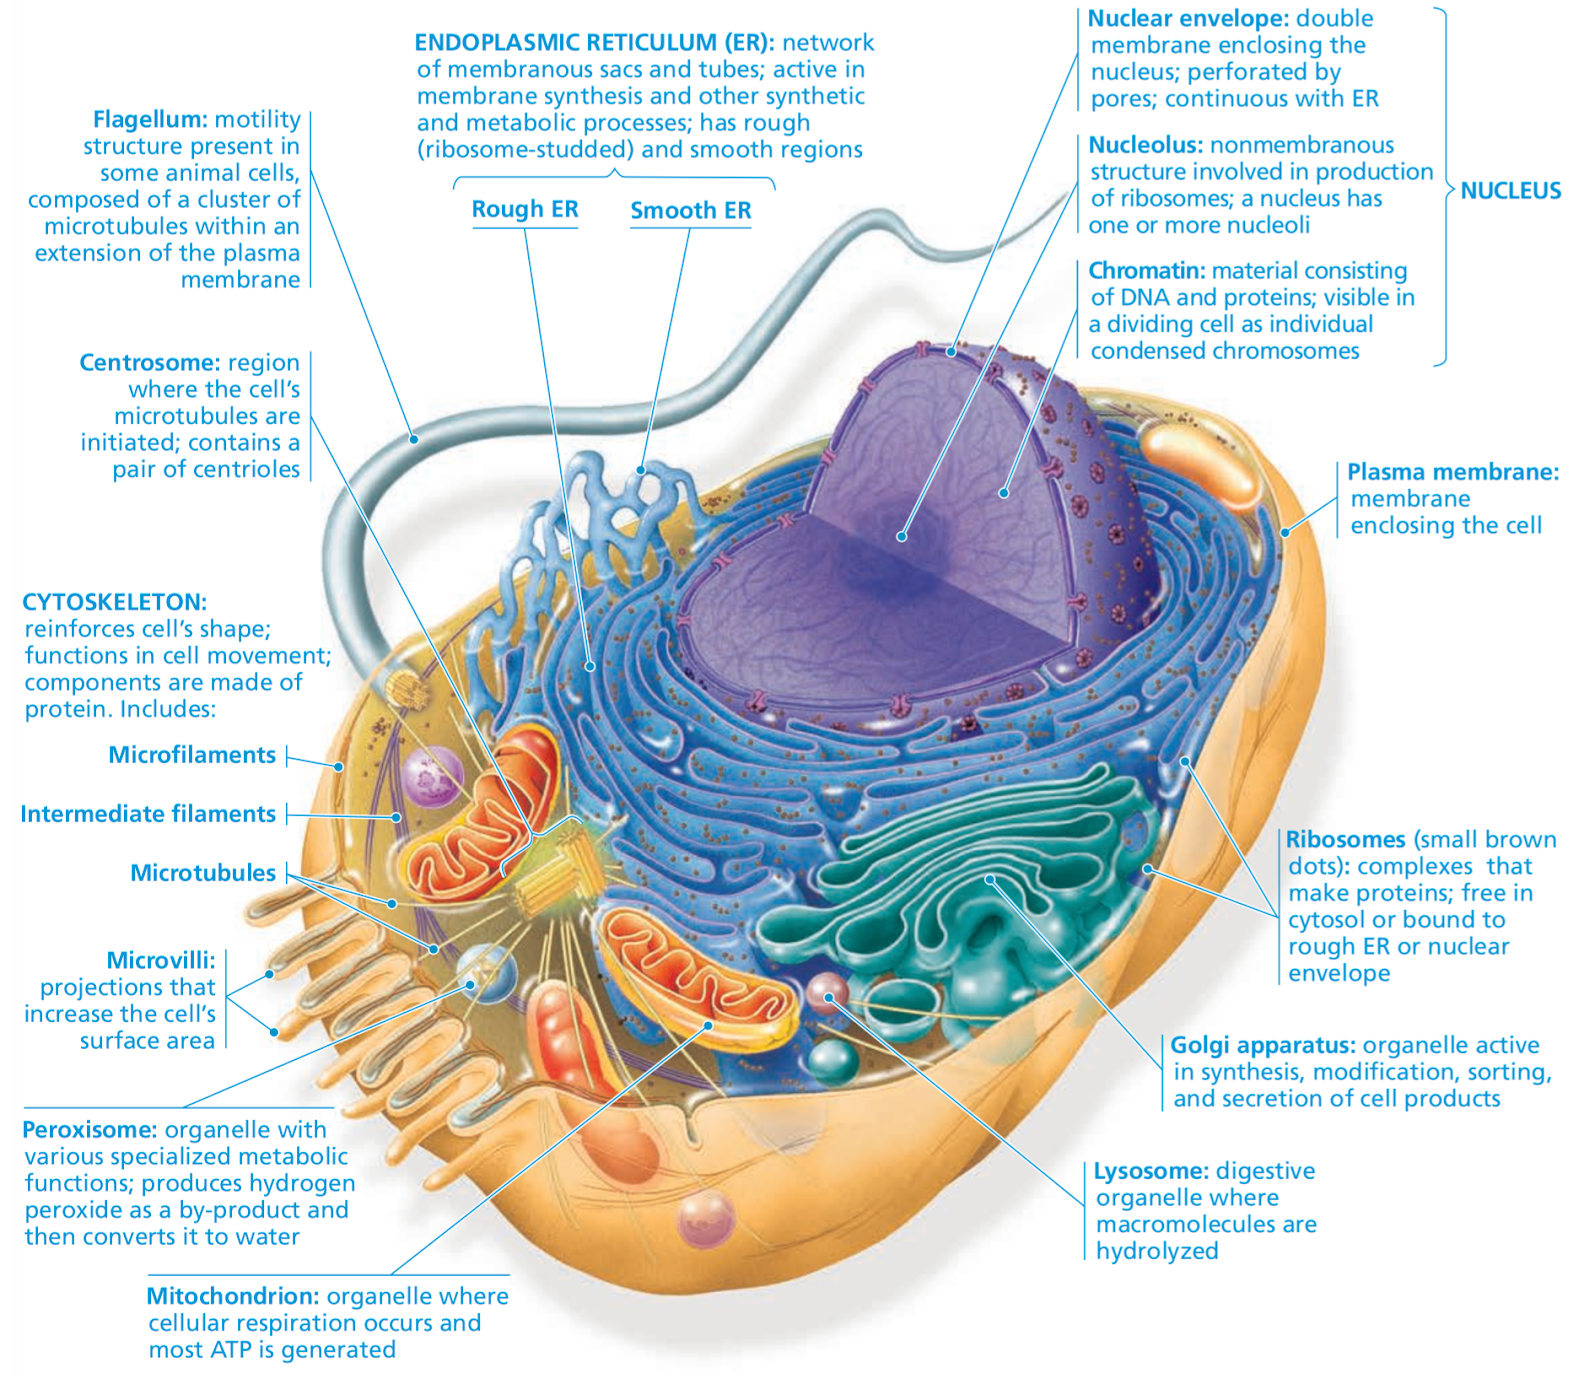 ENDOPLASMIC RETICULUM (ER): network
of membranous sacs and tubes; active in
membrane synthesis and other synthetic
and metabolic processes; has rough
(ribosome-studded) and smooth regions
Rough ER
Smooth ER
Nuclear envelope: double
membrane enclosing the
nucleus; perforated by
pores; continuous with ER
Nucleolus: nonmembranous
structure involved in production
of ribosomes; a nucleus has
one or more nucleoli
Chromatin: material consisting
of DNA and proteins; visible in
a dividing cell as individual
condensed chromosomes
NUCLEUS
Flagellum: motility
structure present in
some animal cells,
composed of a cluster of
microtubules within an
extension of the plasma
membrane
Centrosome: region
where the cell's
microtubules are
initiated; contains a
pair of centrioles
CYTOSKELETON:
reinforces cell's shape;
functions in cell movement;
components are made of
protein. Includes:
Microfilaments
Intermediate filaments
Microtubules
Microvilli:
projections that
increase the cell's
surface area
Peroxisome: organelle with
various specialized metabolic
functions; produces hydrogen
peroxide as a by-product and
then converts it to water
Mitochondrion: organelle where
cellular respiration occurs and
most ATP is generated
Plasma membrane:
membrane
enclosing the cell
Ribosomes (small brown
dots): complexes that
make proteins; free in
cytosol or bound to
rough ER or nuclear
envelope
Golgi apparatus: organelle active
in synthesis, modification, sorting,
and secretion of cell products
Lysosome: digestive
organelle where
macromolecules are
hydrolyzed